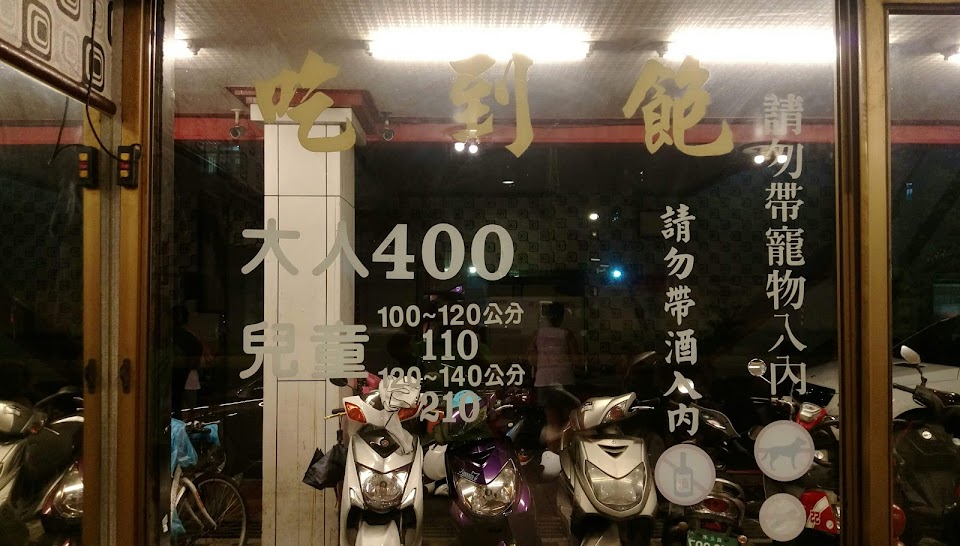 吃到飽
大人400
兒童
100~120公分
110
120~140公分
210
請勿帶酒入內
請勿帶寵物入內